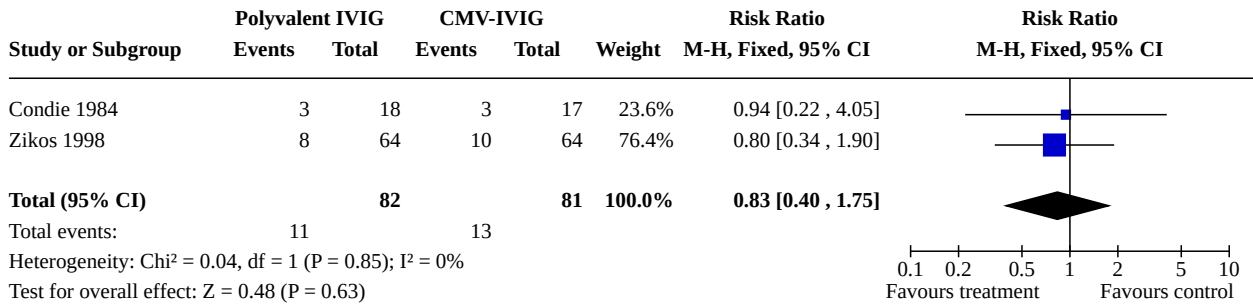 Polyvalent IVIG CMV-IVIG Risk Ratio Risk Ratio
Study or Subgroup Events Total Events Total Weight M-H, Fixed, 95% CI M-H, Fixed, 95% CI
Condie 1984 3 18 3 17 23.6% 0.94 [0.22 , 4.05]
Zikos 1998 8 64 10 64 76.4% 0.80 [0.34 , 1.90]
Total (95% CI) 82 81 100.0% 0.83 [0.40 , 1.75]
Total events: 11 13
Heterogeneity: Chi² = 0.04, df = 1 (P = 0.85); I² = 0%
0.1 0.2 0.5 1 2 5 10
Test for overall effect: Z = 0.48 (P = 0.63) Favours treatment Favours control